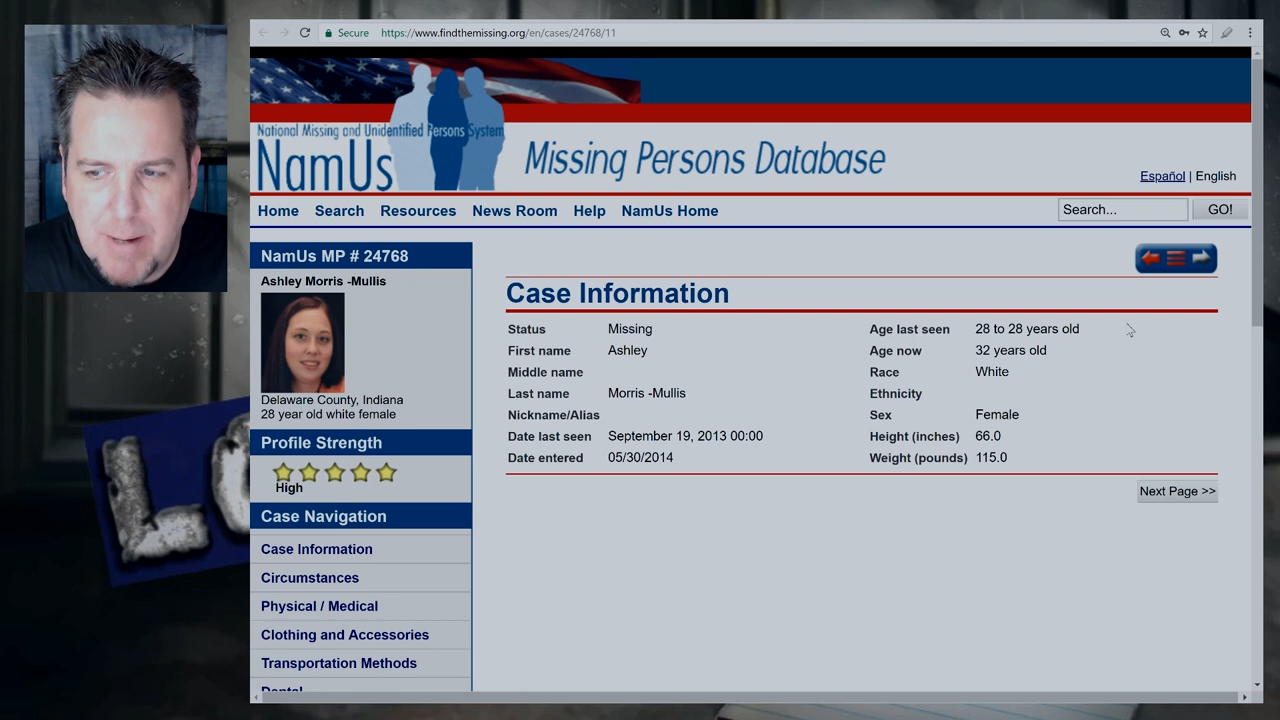 Secure
https://www.findthemissing.org/en/cases/24768/11
National Missing and Unidentified Persons System
NamUs
Missing Persons Database
Español | English
Home Search Resources News Room Help NamUs Home
Search... GO!
NamUs MP # 24768
Ashley Morris -Mullis
Delaware County, Indiana
28 year old white female
Profile Strength
High
Case Navigation
Case Information
Circumstances
Physical / Medical
Clothing and Accessories
Transportation Methods
Dental
Case Information
Status Missing
First name Ashley
Middle name
Last name Morris -Mullis
Nickname/Alias
Date last seen September 19, 2013 00:00
Date entered 05/30/2014
Age last seen 28 to 28 years old
Age now 32 years old
Race White
Ethnicity
Sex Female
Height (inches) 66.0
Weight (pounds) 115.0
Next Page >>